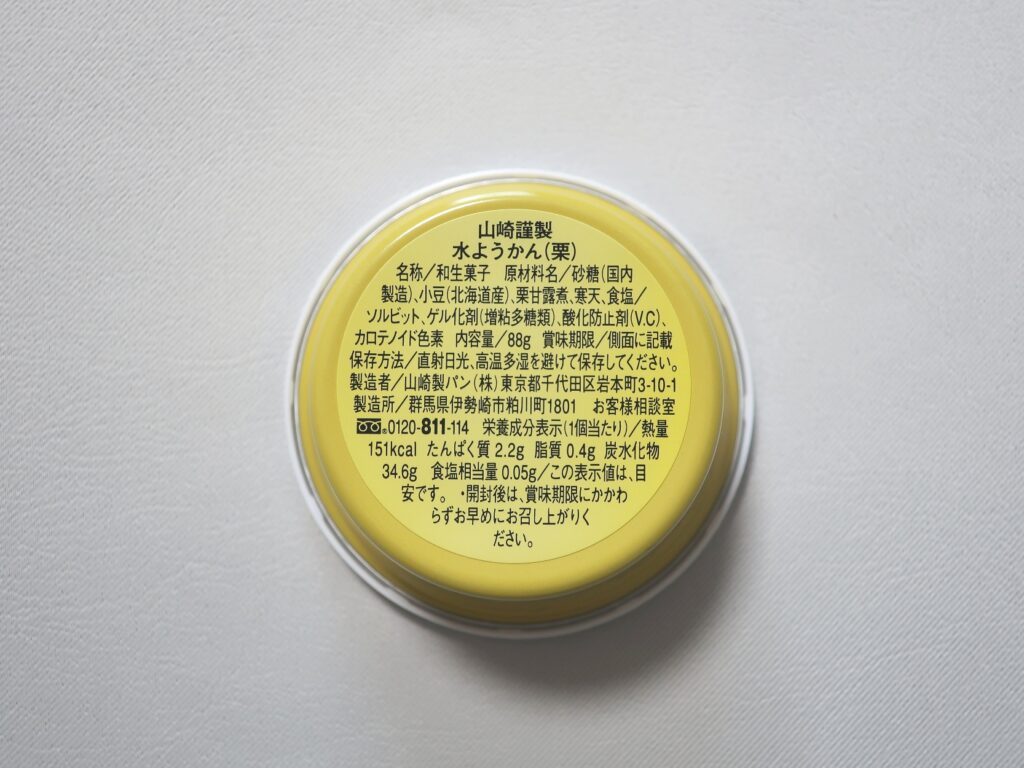 山崎謹製
水ようかん(栗)
名称/和生菓子 原材料名/砂糖(国内
製造)、小豆(北海道産)、栗甘露煮、寒天、食塩/
ソルビット、ゲル化剤(増粘多糖類)、酸化防止剤(V.C)、
カロテノイド色素 内容量/88g 賞味期限/側面に記載
保存方法/直射日光、高温多湿を避けて保存してください。
製造者/山崎製パン(株)東京都千代田区岩本町3-10-1
製造所/群馬県伊勢崎市粕川町1801 お客様相談室
0120-811-114 栄養成分表示(1個当たり)/熱量
151kcal たんぱく質 2.2g 脂質 0.4g 炭水化物
34.6g 食塩相当量 0.05g/この表示値は、目
安です。 ・開封後は、賞味期限にかかわ
らずお早めにお召し上がりく
ださい。